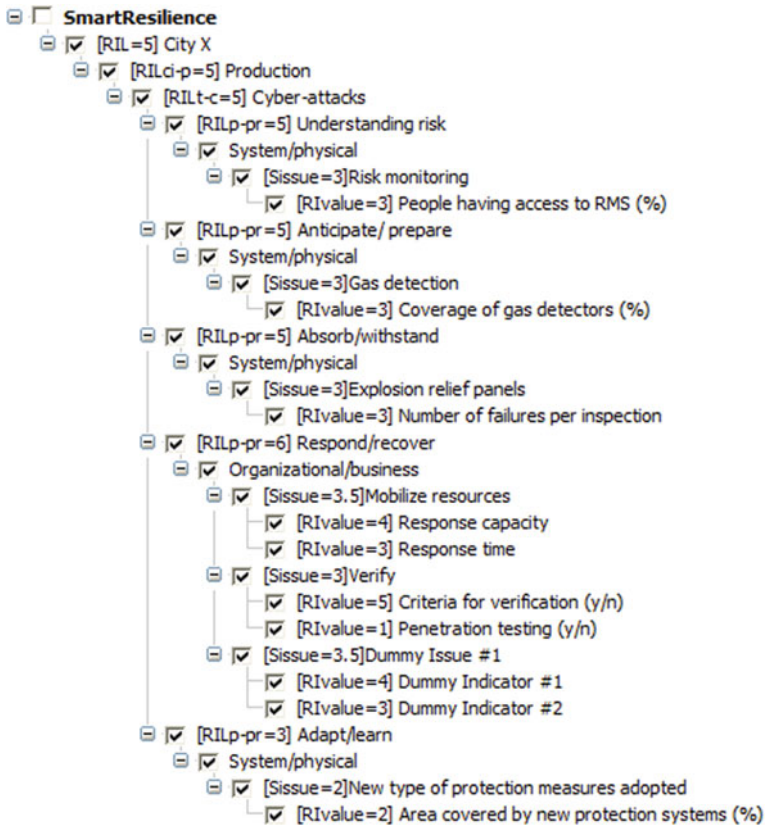 SmartResilience
[RIL=5] City X
[RILci-p=5] Production
[RILt-c=5] Cyber-attacks
[RILp-pr=5] Understanding risk
System/physical
[Sissue=3]Risk monitoring
[RIvalue=3] People having access to RMS (%)
[RILp-pr=5] Anticipate/ prepare
System/physical
[Sissue=3]Gas detection
[RIvalue=3] Coverage of gas detectors (%)
[RILp-pr=5] Absorb/withstand
System/physical
[Sissue=3]Explosion relief panels
[RIvalue=3] Number of failures per inspection
[RILp-pr=6] Respond/recover
Organizational/business
[Sissue=3.5]Mobilize resources
[RIvalue=4] Response capacity
[RIvalue=3] Response time
[Sissue=3]Verify
[RIvalue=5] Criteria for verification (y/n)
[RIvalue=1] Penetration testing (y/n)
[Sissue=3.5]Dummy Issue #1
[RIvalue=4] Dummy Indicator #1
[RIvalue=3] Dummy Indicator #2
[RILp-pr=3] Adapt/learn
System/physical
[Sissue=2]New type of protection measures adopted
[RIvalue=2] Area covered by new protection systems (%)